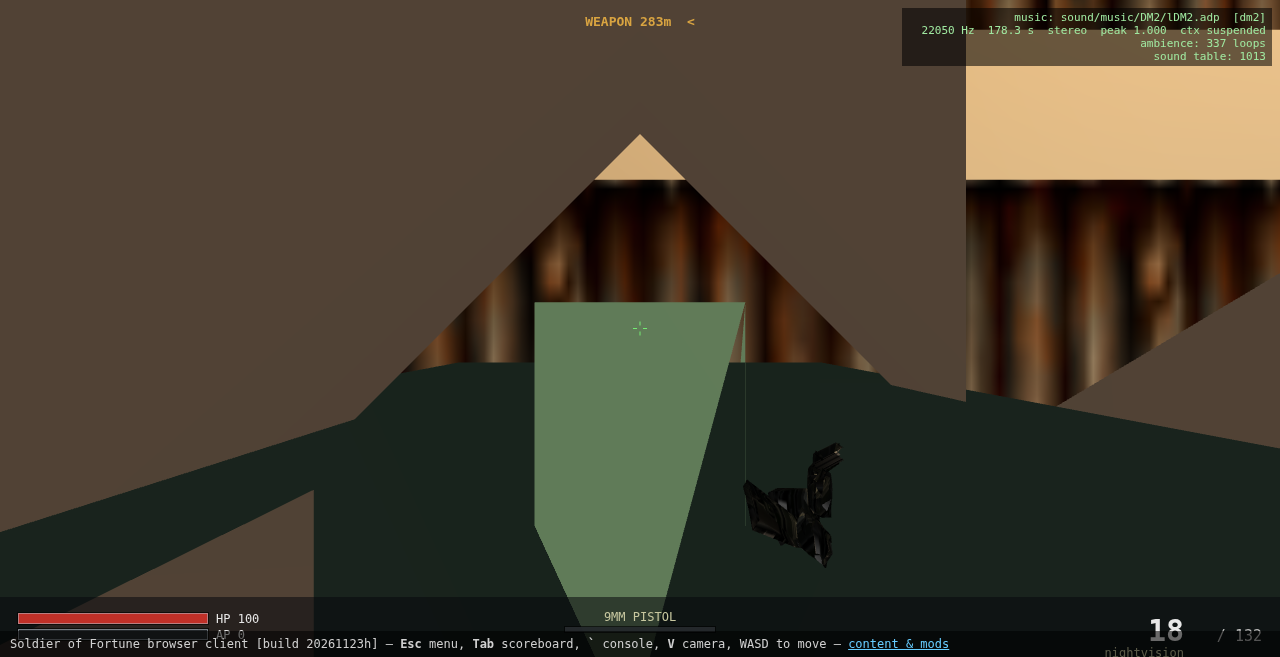 WEAPON 283m <
music: sound/music/DM2/lDM2.adp [dm2]
22050 Hz 178.3 s stereo peak 1.000 ctx suspended
ambience: 337 loops
sound table: 1013
HP 100
AP 0
9MM PISTOL
18 / 132
nightvision
Soldier of Fortune browser client [build 20261123h] — Esc menu, Tab scoreboard, ` console, V camera, WASD to move — content & mods